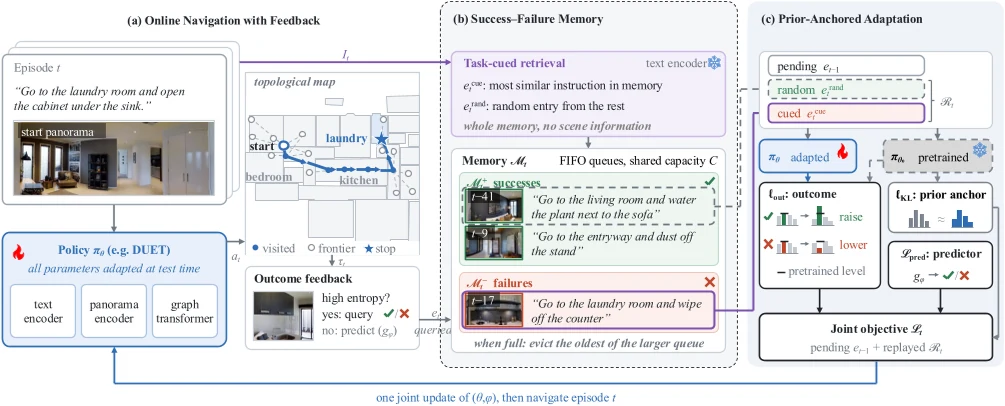 (a) Online Navigation with Feedback
Episode t
“Go to the laundry room and open
the cabinet under the sink.”
start panorama
Policy πθ (e.g. DUET)
all parameters adapted at test time
text
encoder
panorama
encoder
graph
transformer
I_t
a_t
topological map
start
laundry
bedroom
kitchen
visited
frontier
stop
τ_t
Outcome feedback
high entropy?
yes: query ✓/✗
no: predict (gφ)
e_t
queried
(b) Success–Failure Memory
Task-cued retrieval
text encoder
e_t^cue: most similar instruction in memory
e_t^rand: random entry from the rest
whole memory, no scene information
Memory ℳ_t
FIFO queues, shared capacity C
ℳ_t^+ successes
t–41
“Go to the living room and water
the plant next to the sofa”
t–9
“Go to the entryway and dust off
the stand”
ℳ_t^− failures
t–17
“Go to the laundry room and wipe
off the counter”
when full: evict the oldest of the larger queue
(c) Prior-Anchored Adaptation
pending e_{t−1}
random e_t^rand
cued e_t^cue
ℛ_t
πθ adapted
πθ₀ pretrained
ℓ_out: outcome
raise
lower
pretrained level
ℓ_KL: prior anchor
≈
ℒ_pred: predictor
gφ → ✓/✗
Joint objective ℒ_t
pending e_{t−1} + replayed ℛ_t
one joint update of (θ,φ), then navigate episode t